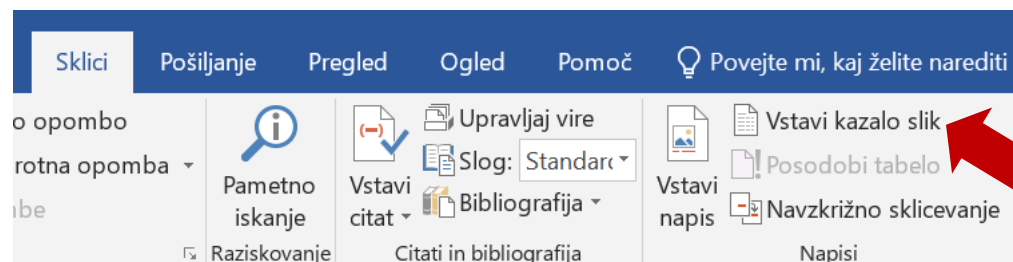 Sklici Pošiljanje Pregled Ogled Pomoč Povejte mi, kaj želite narediti
o opombo
rotna opomba
be
Pametno
iskanje
Raziskovanje
Vstavi
citat
Upravljaj vire
Slog: Standard
Bibliografija
Citati in bibliografija
Vstavi
napis
Vstavi kazalo slik
Posodobi tabelo
Navzkrižno sklicevanje
Napisi